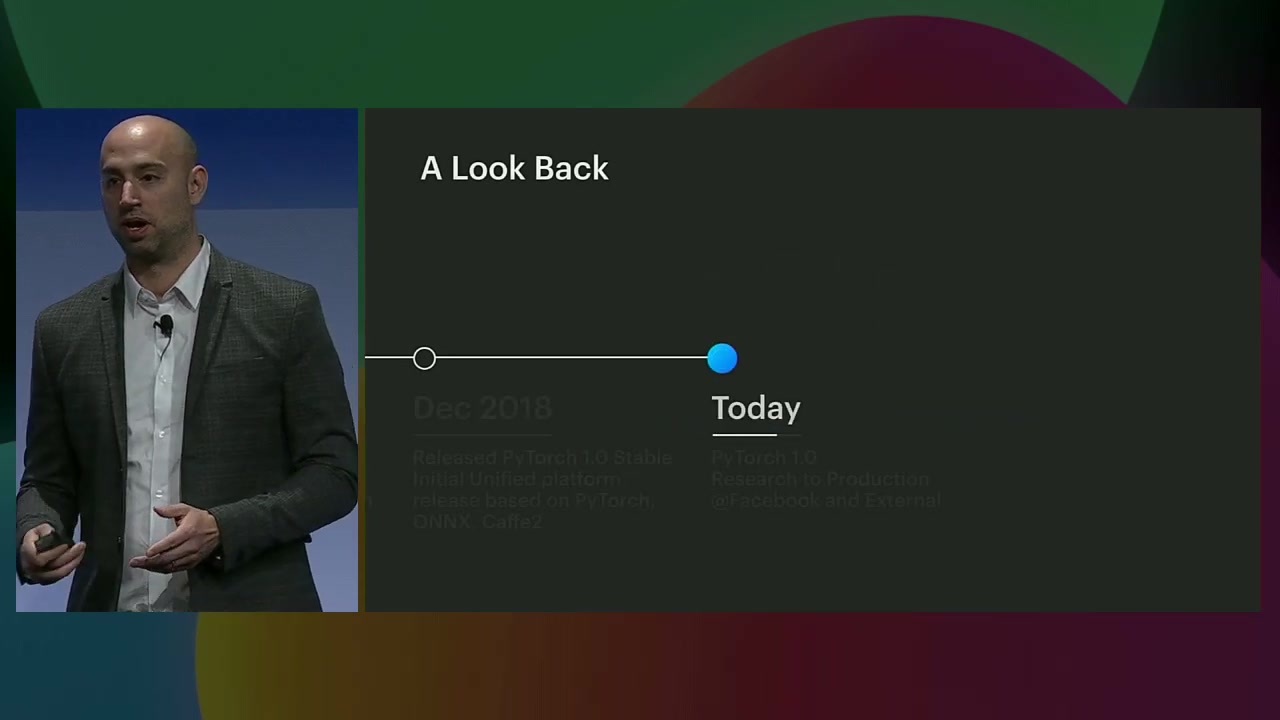 A Look Back
Dec 2018
Released PyTorch 1.0 Stable
Initial Unified platform
release based on PyTorch,
ONNX, Caffe2
Today
PyTorch 1.0
Research to Production
@Facebook and External